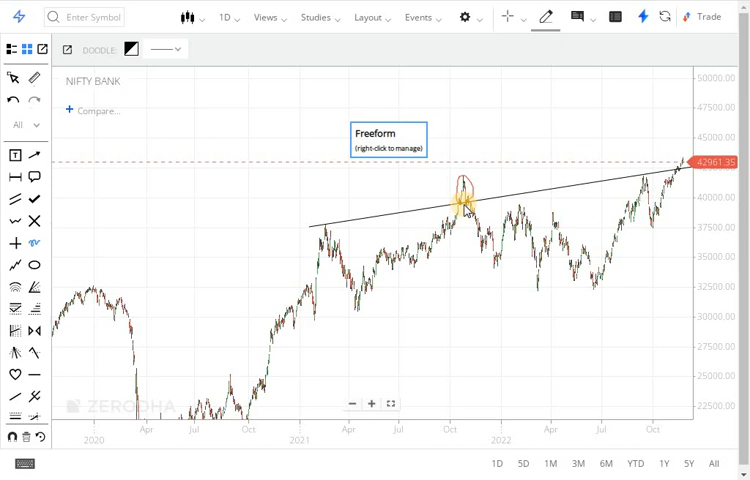 Enter Symbol
1D
Views
Studies
Layout
Events
Trade
DOODLE:
NIFTY BANK
Compare...
All
T
Freeform
(right-click to manage)
50000.00
47500.00
45000.00
42961.35
40000.00
37500.00
35000.00
32500.00
30000.00
27500.00
25000.00
22500.00
ZERODHA
2020
Apr
Jul
Oct
2021
Apr
Jul
Oct
2022
Apr
Jul
Oct
1D 5D 1M 3M 6M YTD 1Y 5Y All